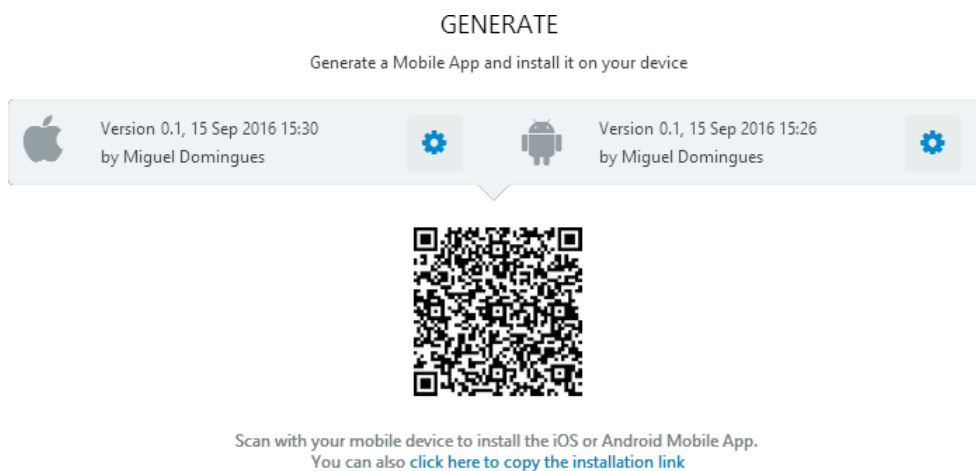 GENERATE
Generate a Mobile App and install it on your device
Version 0.1, 15 Sep 2016 15:30
by Miguel Domingues
Version 0.1, 15 Sep 2016 15:26
by Miguel Domingues
Scan with your mobile device to install the iOS or Android Mobile App.
You can also click here to copy the installation link